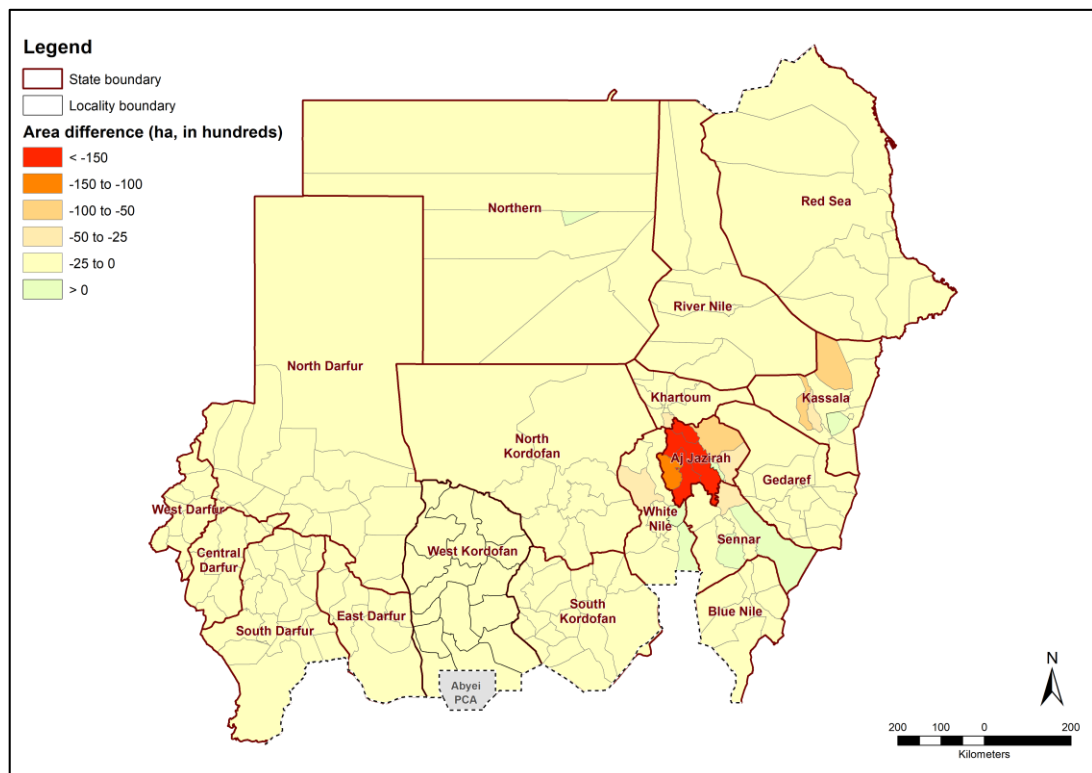 Legend
State boundary
Locality boundary
Area difference (ha, in hundreds)
< -150
-150 to -100
-100 to -50
-50 to -25
-25 to 0
> 0
Northern
Red Sea
River Nile
North Darfur
Khartoum
Kassala
North
Kordofan
Aj Jazirah
Gedaref
West Darfur
White
Nile
Sennar
Central
Darfur
West Kordofan
South Darfur
East Darfur
South
Kordofan
Blue Nile
Abyei
PCA
N
200 100 0 200
Kilometers